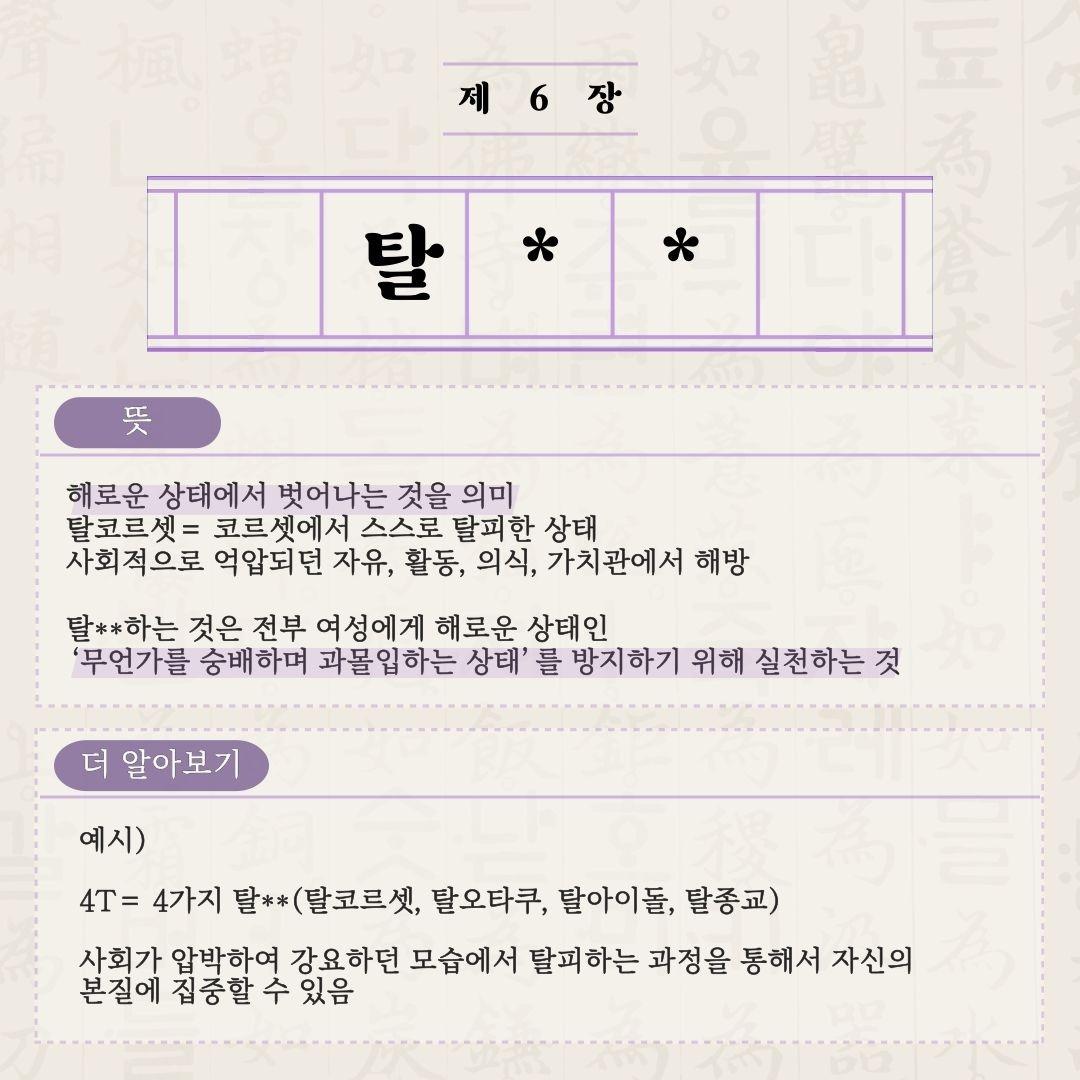 제 6 장
탈 * *
뜻
해로운 상태에서 벗어나는 것을 의미
탈코르셋= 코르셋에서 스스로 탈피한 상태
사회적으로 억압되던 자유, 활동, 의식, 가치관에서 해방
탈**하는 것은 전부 여성에게 해로운 상태인
‘무언가를 숭배하며 과몰입하는 상태’를 방지하기 위해 실천하는 것
더 알아보기
예시)
4T= 4가지 탈**(탈코르셋, 탈오타쿠, 탈아이돌, 탈종교)
사회가 압박하여 강요하던 모습에서 탈피하는 과정을 통해서 자신의
본질에 집중할 수 있음